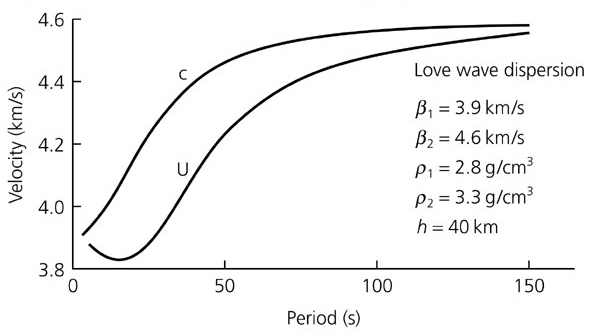 4.6
4.4
4.2
4.0
3.8
Velocity (km/s)
c
U
Love wave dispersion
β₁ = 3.9 km/s
β₂ = 4.6 km/s
ρ₁ = 2.8 g/cm³
ρ₂ = 3.3 g/cm³
h = 40 km
0 50 100 150
Period (s)